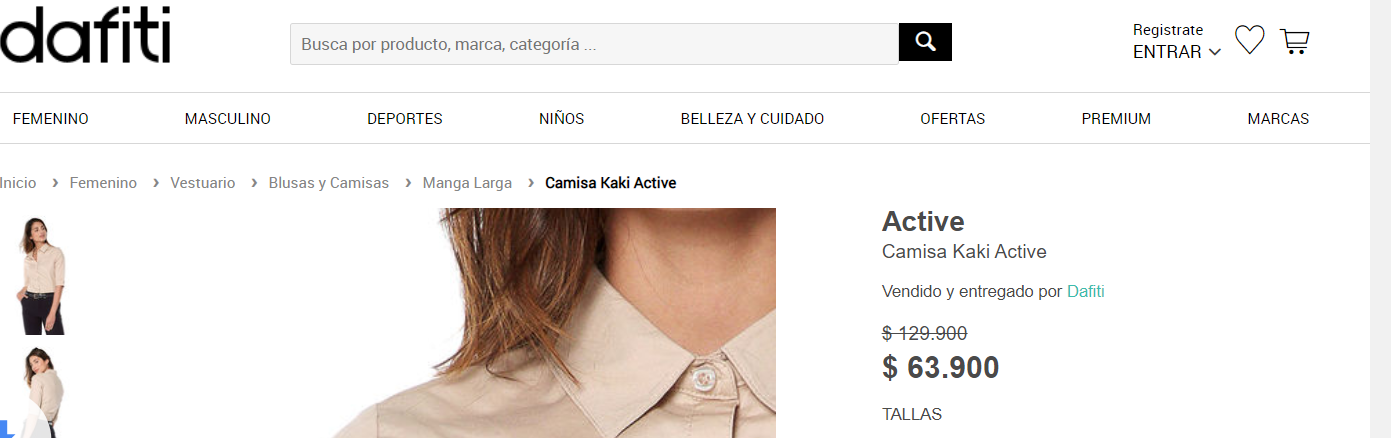 dafiti
Busca por producto, marca, categoría ...
Registrate
ENTRAR
FEMENINO MASCULINO DEPORTES NIÑOS BELLEZA Y CUIDADO OFERTAS PREMIUM MARCAS
Inicio › Femenino › Vestuario › Blusas y Camisas › Manga Larga › Camisa Kaki Active
Active
Camisa Kaki Active
Vendido y entregado por Dafiti
$ 129.900
$ 63.900
TALLAS